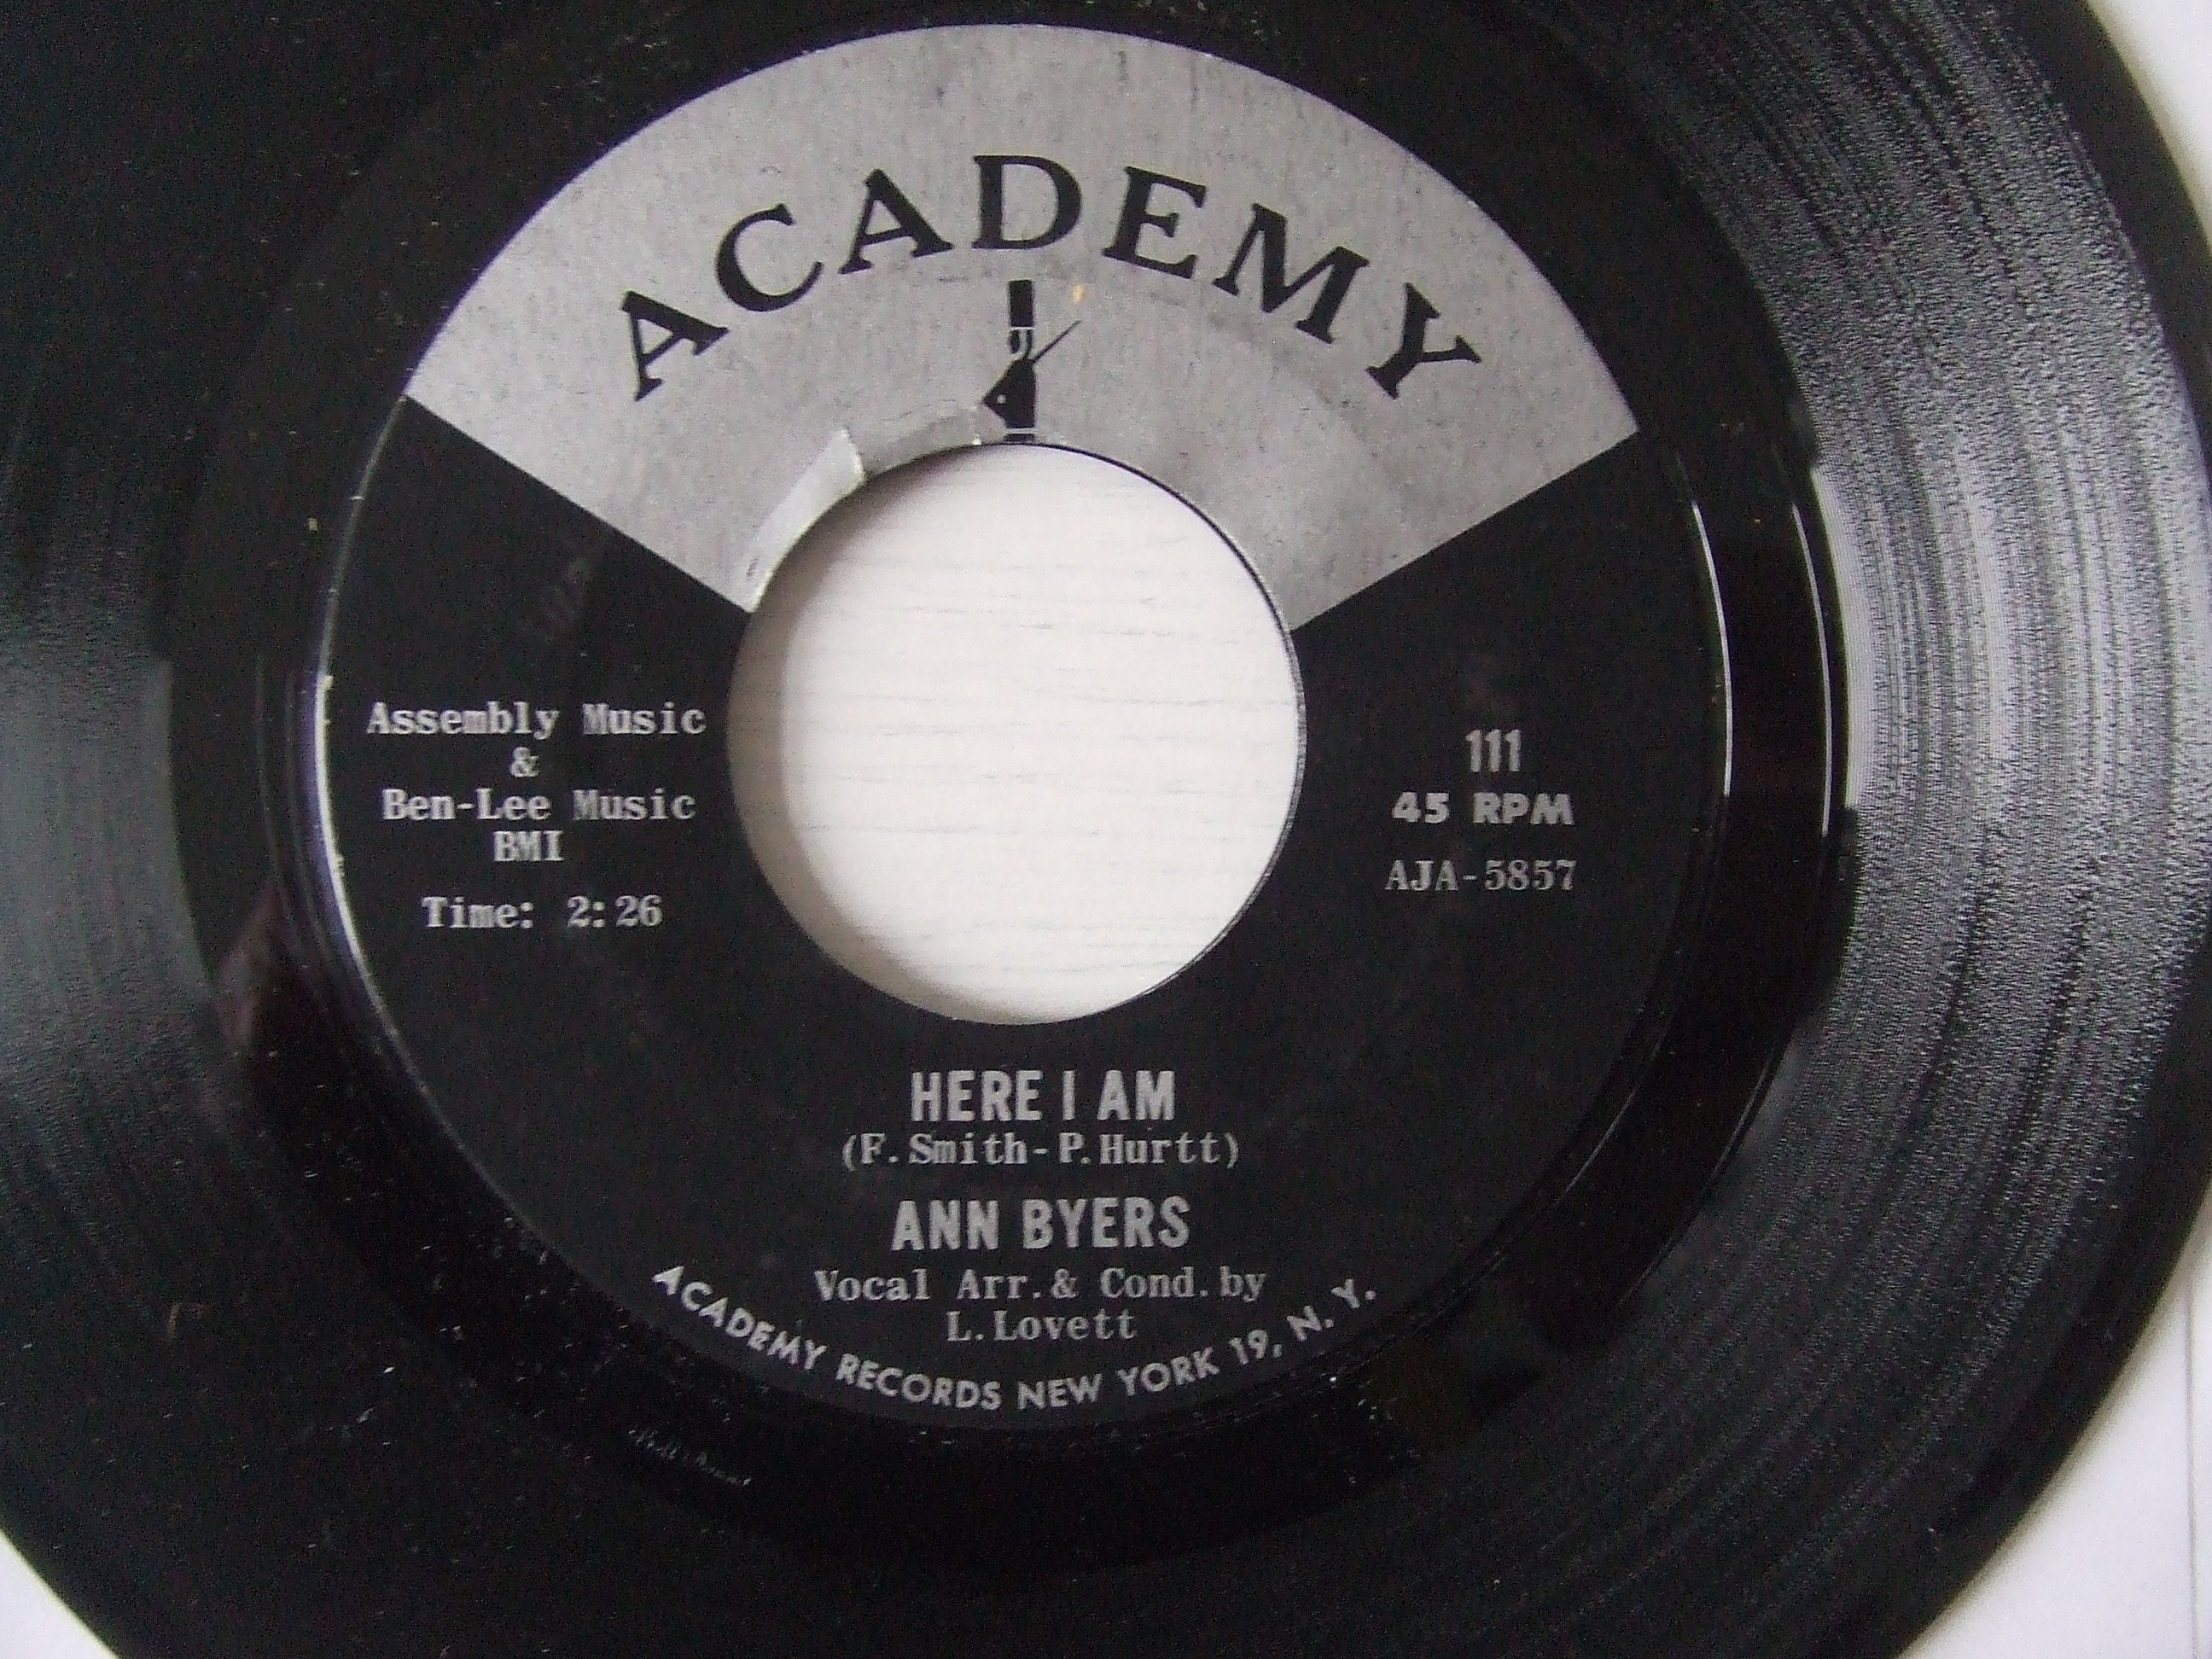 ACADEMY
Assembly Music
&
Ben-Lee Music
BMI
Time: 2:26
111
45 RPM
AJA-5857
HERE I AM
(F. Smith-P. Hurtt)
ANN BYERS
Vocal Arr. & Cond. by
L. Lovett
ACADEMY RECORDS NEW YORK 19, N. Y.